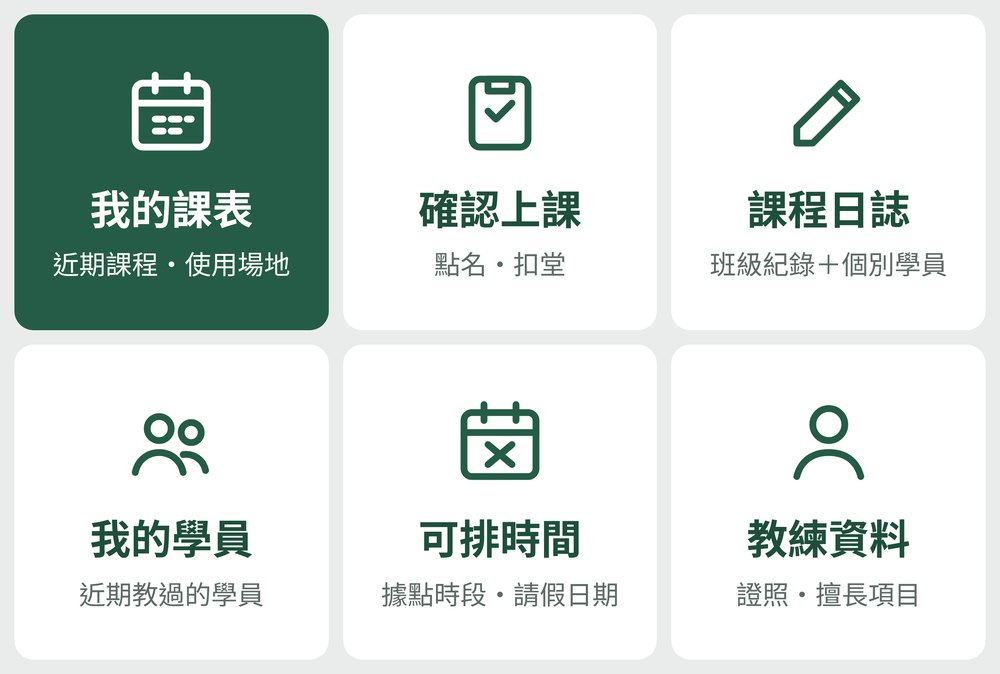 我的課表
近期課程・使用場地
確認上課
點名・扣堂
課程日誌
班級紀錄＋個別學員
我的學員
近期教過的學員
可排時間
據點時段・請假日期
教練資料
證照・擅長項目